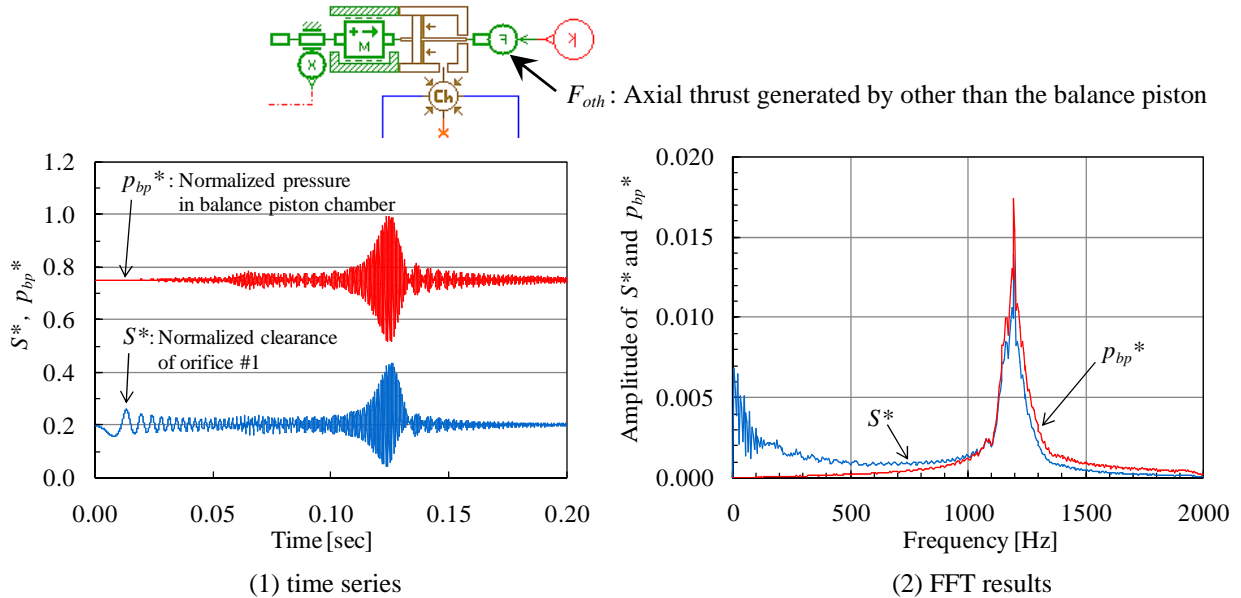 M
F
K
X
Ch
F_oth : Axial thrust generated by other than the balance piston
1.2
1.0
0.8
0.6
0.4
0.2
0.0
S*, p_bp*
p_bp* : Normalized pressure
in balance piston chamber
S* : Normalized clearance
of orifice #1
0.00
0.05
0.10
0.15
0.20
Time [sec]
(1) time series
0.020
0.015
0.010
0.005
0.000
Amplitude of S* and p_bp*
p_bp*
S*
0
500
1000
1500
2000
Frequency [Hz]
(2) FFT results